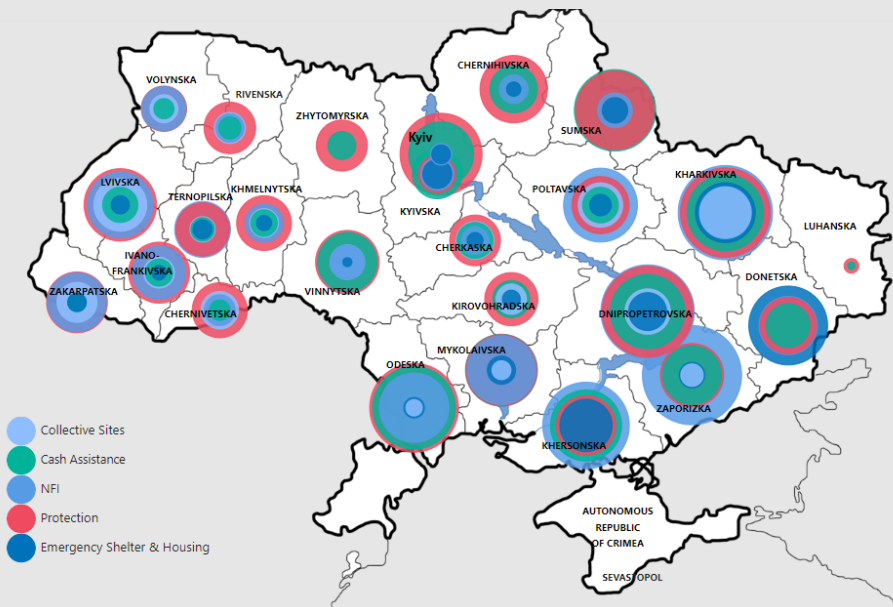 CHERNIHIVSKA
VOLYNSKA
RIVENSKA
ZHYTOMYRSKA
SUMSKA
Kyiv
KHARKIVSKA
LVIVSKA
TERNOPILSKA
KHMELNYTSKA
POLTAVSKA
KYIVSKA
LUHANSKA
CHERKASKA
IVANO-
FRANKIVSKA
DONETSKA
ZAKARPATSKA
VINNYTSKA
KIROVOHRADSKA
CHERNIVETSKA
DNIPROPETROVSKA
MYKOLAIVSKA
ODESKA
ZAPORIZKA
KHERSONSKA
Collective Sites
Cash Assistance
NFI
Protection
Emergency Shelter & Housing
AUTONOMOUS
REPUBLIC
OF CRIMEA
SEVASTOPOL